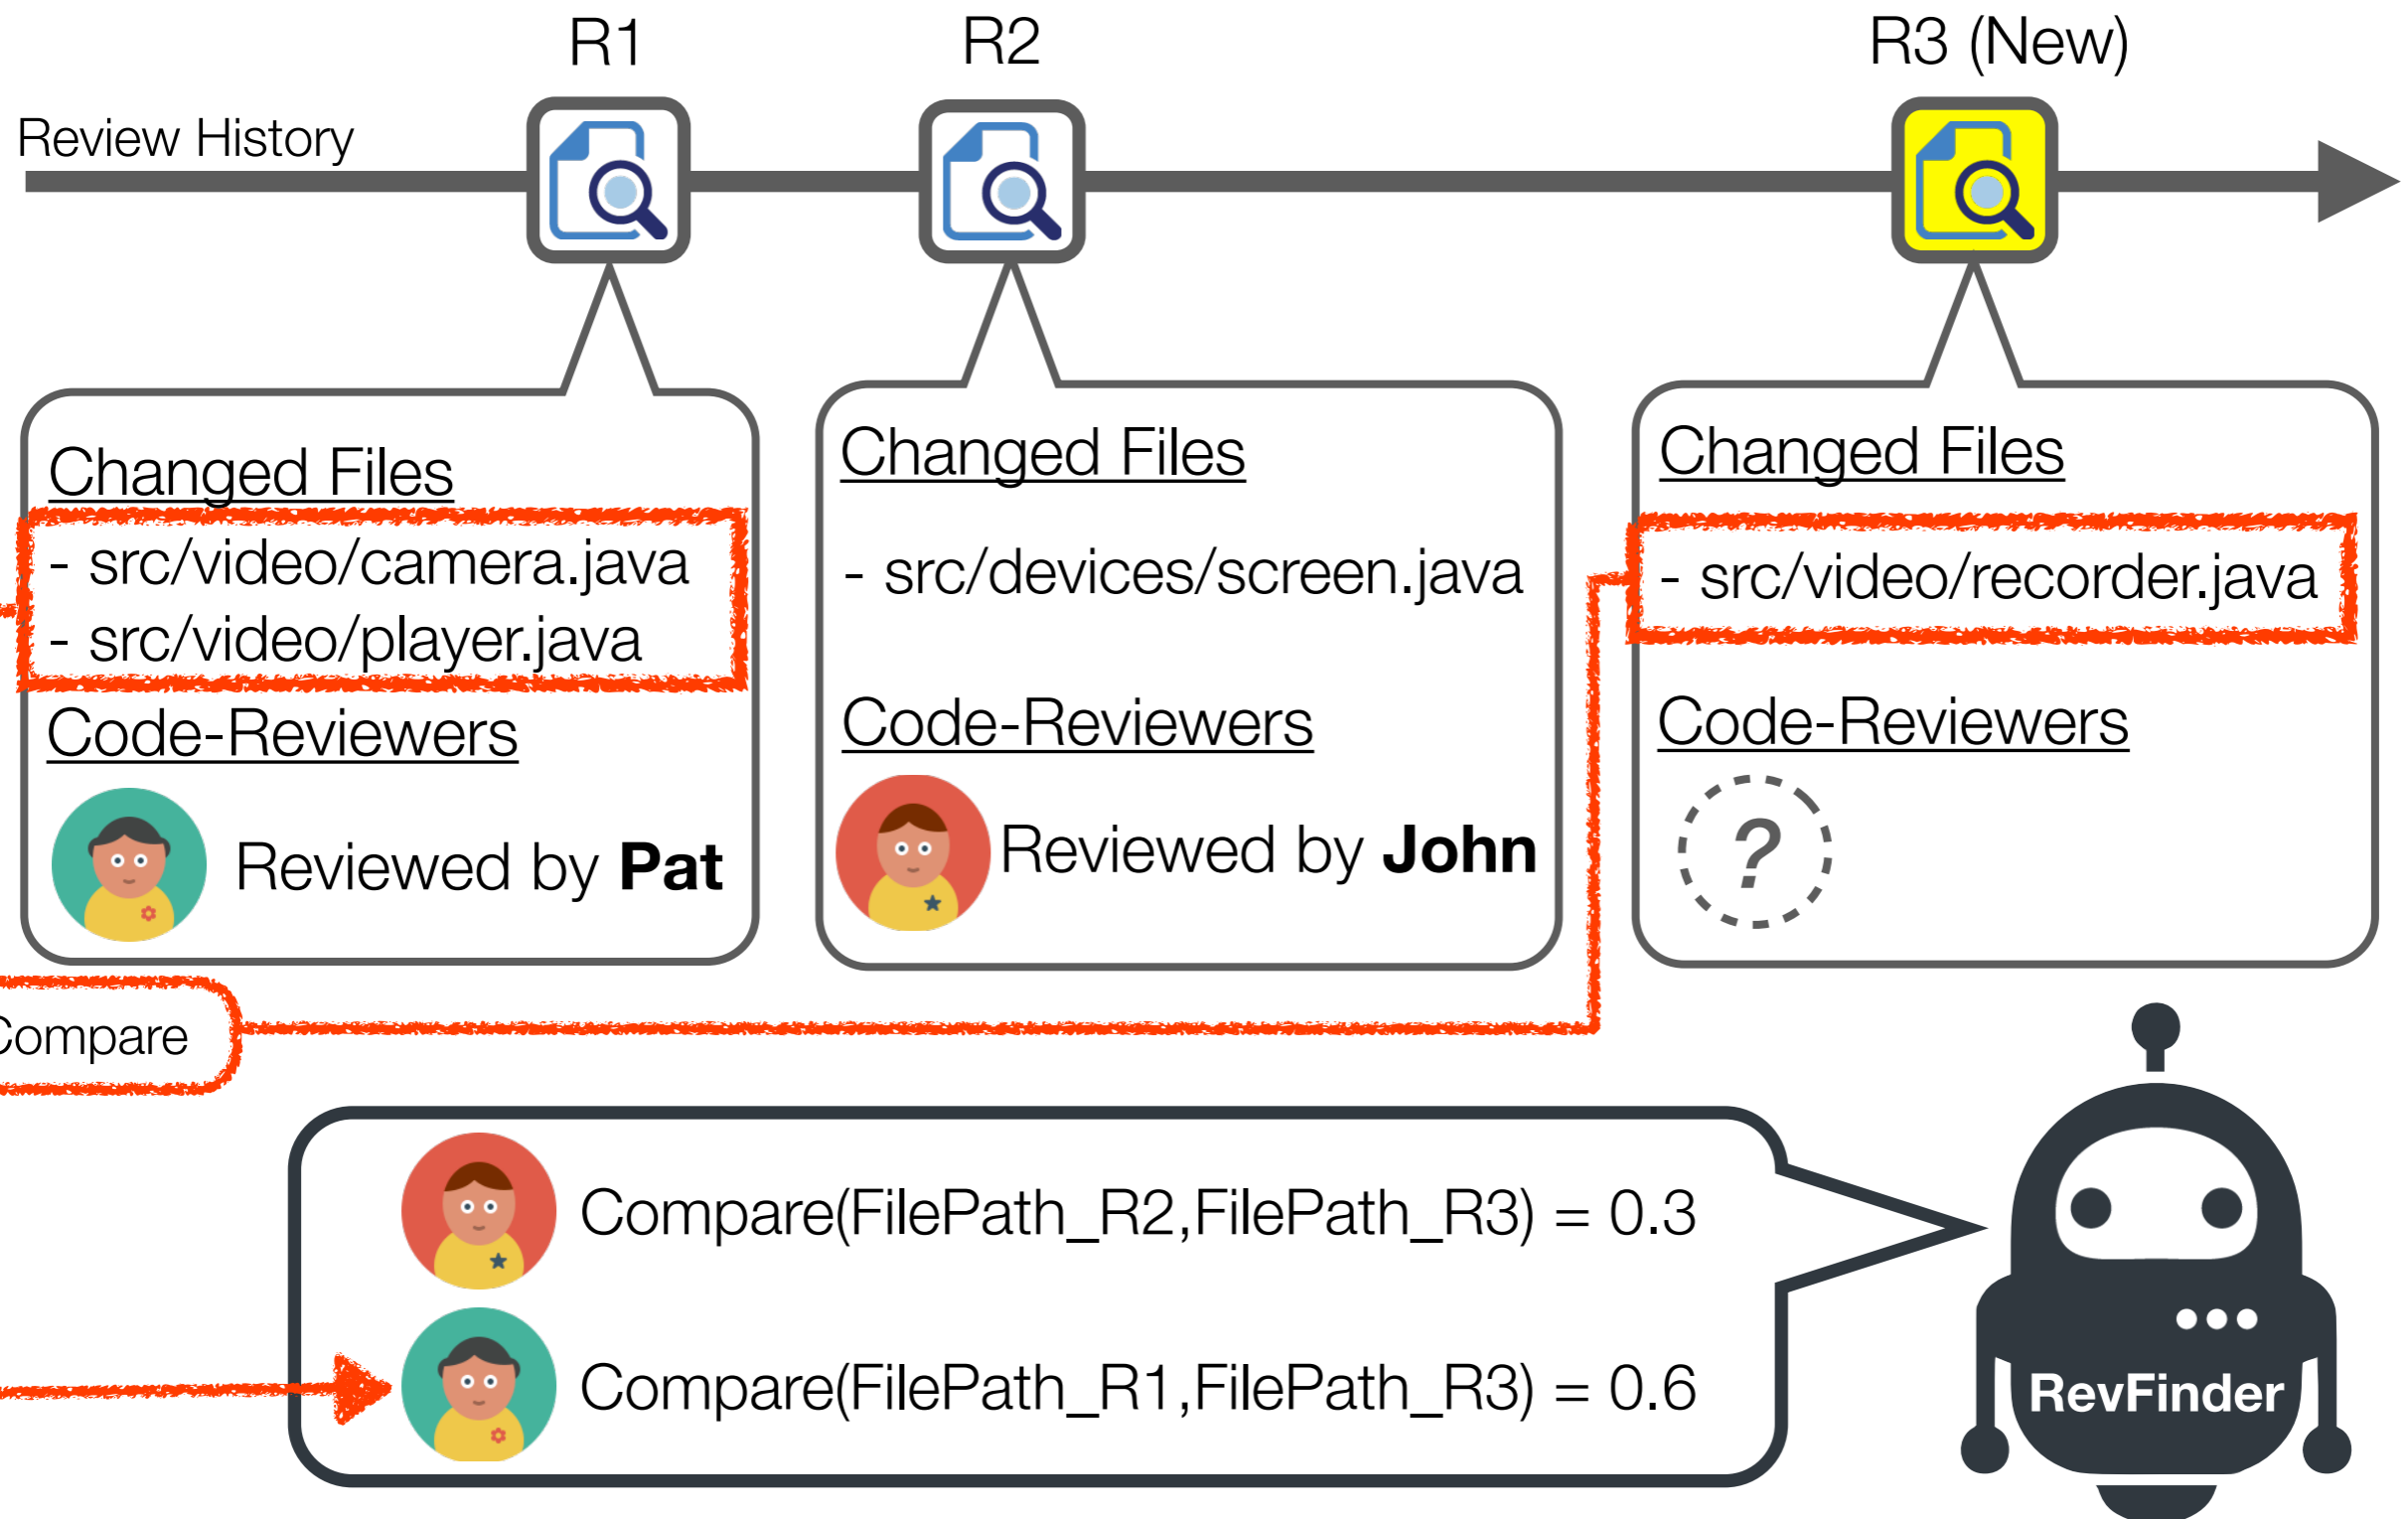 R1
R2
R3 (New)
Review History
Changed Files
- src/video/camera.java
- src/video/player.java
Code-Reviewers
Reviewed by Pat
Changed Files
- src/devices/screen.java
Code-Reviewers
Reviewed by John
Changed Files
- src/video/recorder.java
Code-Reviewers
?
Compare
Compare(FilePath_R2,FilePath_R3) = 0.3
Compare(FilePath_R1,FilePath_R3) = 0.6
RevFinder